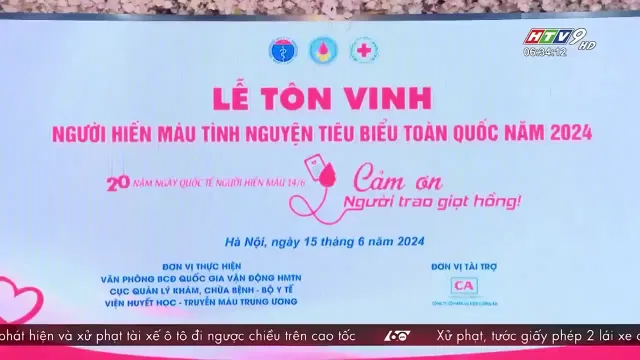 HTV9 HD
06:34:12
LỄ TÔN VINH
NGƯỜI HIẾN MÁU TÌNH NGUYỆN TIÊU BIỂU TOÀN QUỐC NĂM 2024
20 NĂM NGÀY QUỐC TẾ NGƯỜI HIẾN MÁU 14/6
Cảm ơn
Người trao giọt hồng!
Hà Nội, ngày 15 tháng 6 năm 2024
ĐƠN VỊ THỰC HIỆN
VĂN PHÒNG BCĐ QUỐC GIA VẬN ĐỘNG HMTN
CỤC QUẢN LÝ KHÁM, CHỮA BỆNH - BỘ Y TẾ
VIỆN HUYẾT HỌC - TRUYỀN MÁU TRUNG ƯƠNG
ĐƠN VỊ TÀI TRỢ
CA
phát hiện và xử phạt tài xế ô tô đi ngược chiều trên cao tốc
Xử phạt, tước giấy phép 2 lái xe